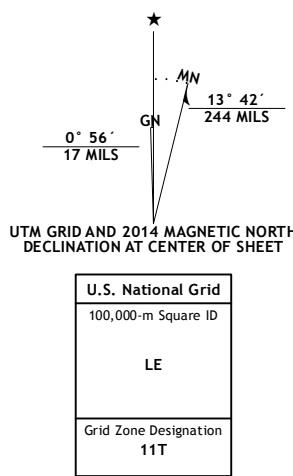 ★
MN
GN
13° 42´
244 MILS
0° 56´
17 MILS
UTM GRID AND 2014 MAGNETIC NORTH
DECLINATION AT CENTER OF SHEET
U.S. National Grid
100,000-m Square ID
LE
Grid Zone Designation
11T